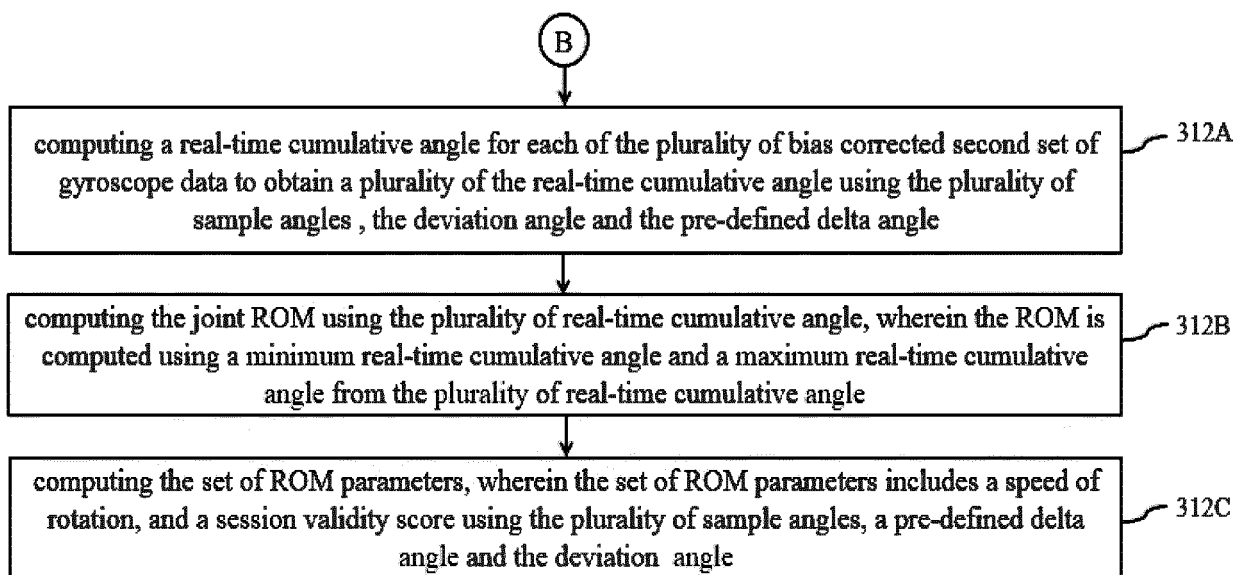 B
computing a real-time cumulative angle for each of the plurality of bias corrected second set of
gyroscope data to obtain a plurality of the real-time cumulative angle using the plurality of
sample angles , the deviation angle and the pre-defined delta angle
312A
computing the joint ROM using the plurality of real-time cumulative angle, wherein the ROM is
computed using a minimum real-time cumulative angle and a maximum real-time cumulative
angle from the plurality of real-time cumulative angle
312B
computing the set of ROM parameters, wherein the set of ROM parameters includes a speed of
rotation, and a session validity score using the plurality of sample angles, a pre-defined delta
angle and the deviation angle
312C